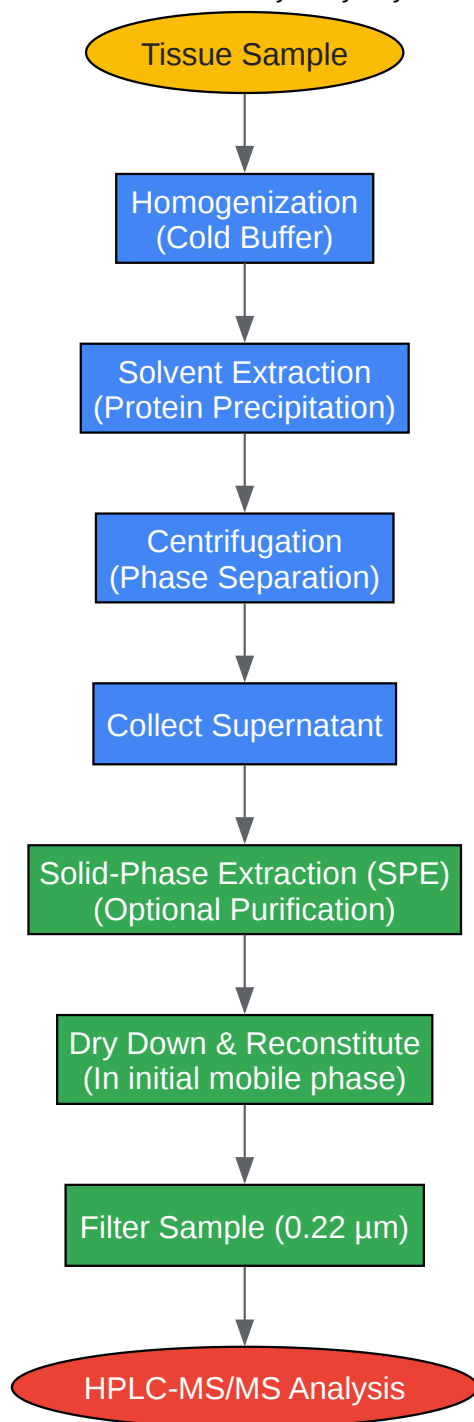 Tissue Sample
Homogenization
(Cold Buffer)
Solvent Extraction
(Protein Precipitation)
Centrifugation
(Phase Separation)
Collect Supernatant
Solid-Phase Extraction (SPE)
(Optional Purification)
Dry Down & Reconstitute
(In initial mobile phase)
Filter Sample (0.22 µm)
HPLC-MS/MS Analysis